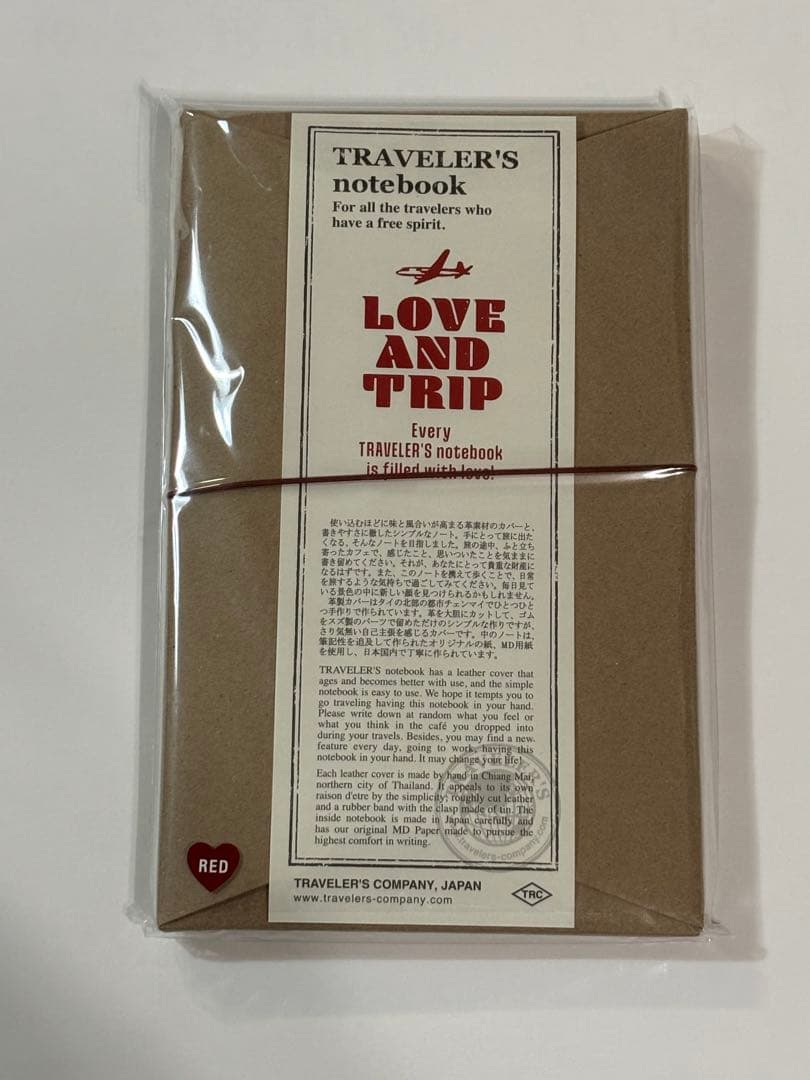 TRAVELER'S
notebook
For all the travelers who
have a free spirit.
LOVE
AND
TRIP
Every
TRAVELER'S notebook
is filled with love!
使い込むほどに味と風合いが高まる革素材のカバーと、
書きやすさに徹したシンプルなノート。手にとって旅に出た
くなる、そんなノートを目指しました。旅の途中、ふと立ち
寄ったカフェで、感じたこと、思いついたことを気ままに
書き留めてください。それが、あなたにとって貴重な財産に
なるはずです。また、このノートを携えて歩くことで、日常
を旅するような気持ちで過ごしてみてください。毎日見て
いる景色の中に新しい顔を見つけられるかもしれません。
革製カバーはタイの北部の都市チェンマイでひとつひと
つ手作りで作られています。革を大胆にカットして、ゴム
をスズ製のパーツで留めただけのシンプルな作りですが、
さり気無い自己主張を感じるカバーです。中のノートは、
筆記性を追及して作られたオリジナルの紙、MD用紙
を使用し、日本国内で丁寧に作られています。
TRAVELER'S notebook has a leather cover that
ages and becomes better with use, and the simple
notebook is easy to use. We hope it tempts you to
go traveling having this notebook in your hand.
Please write down at random what you feel or
what you think in the café you dropped into
during your travels. Besides, you may find a new
feature every day, going to work, having this
notebook in your hand. It may change your life!
Each leather cover is made by hand in Chiang Mai,
northern city of Thailand. It appeals to its own
raison d'etre by the simplicity: roughly cut leather
and a rubber band with the clasp made of tin. The
inside notebook is made in Japan carefully and
has our original MD Paper made to pursue the
highest comfort in writing.
TRAVELER'S
travelers-company.com
RED
TRAVELER'S COMPANY, JAPAN
www.travelers-company.com
TRC